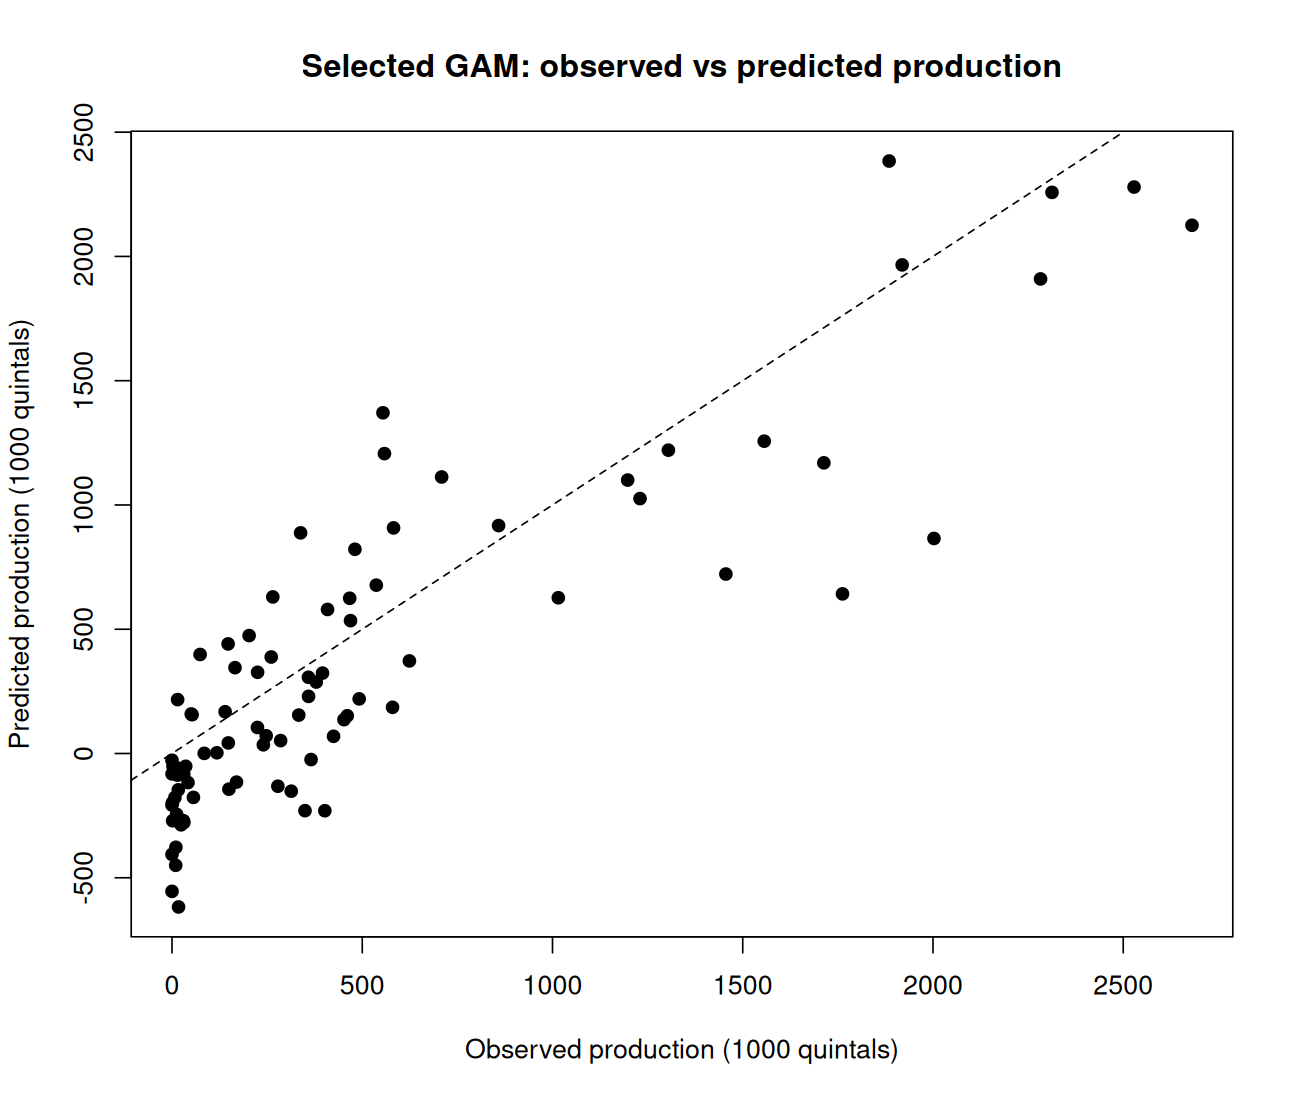 Selected GAM: observed vs predicted production
Predicted production (1000 quintals)
2500
2000
1500
1000
500
0
-500
0 500 1000 1500 2000 2500
Observed production (1000 quintals)